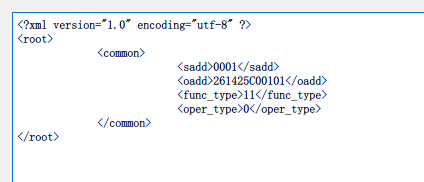 <?xml version="1.0" encoding="utf-8" ?>
<root>
<common>
<sadd>0001</sadd>
<oadd>261425C00101</oadd>
<func_type>11</func_type>
<oper_type>0</oper_type>
</common>
</root>